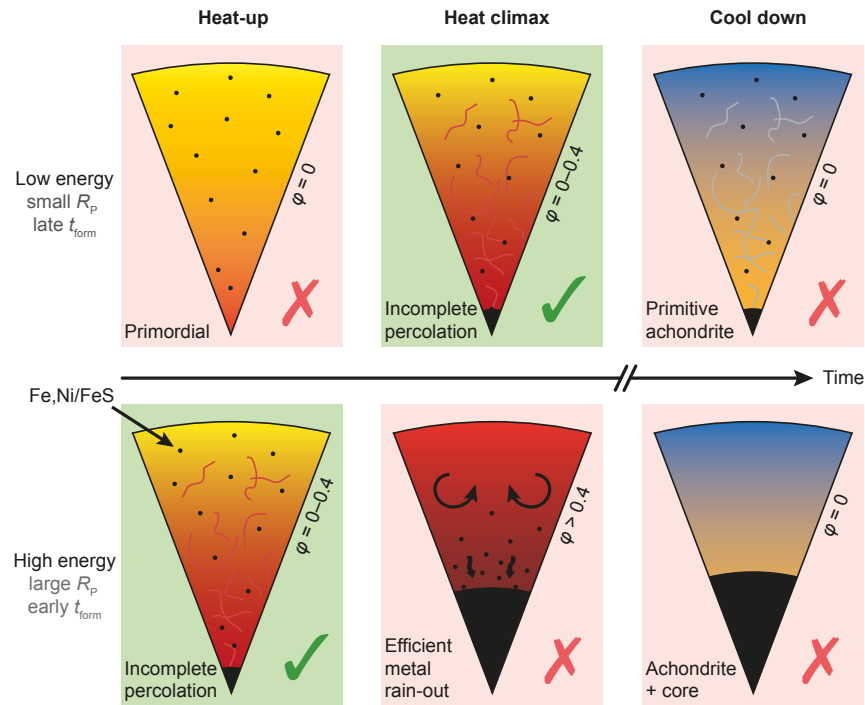 Heat-up
Heat climax
Cool down
Low energy
small R_P
late t_form
φ = 0
Primordial
φ = 0–0.4
Incomplete
percolation
φ = 0
Primitive
achondrite
Time
Fe,Ni/FeS
High energy
large R_P
early t_form
φ = 0–0.4
Incomplete
percolation
φ > 0.4
Efficient
metal
rain-out
φ = 0
Achondrite
+ core